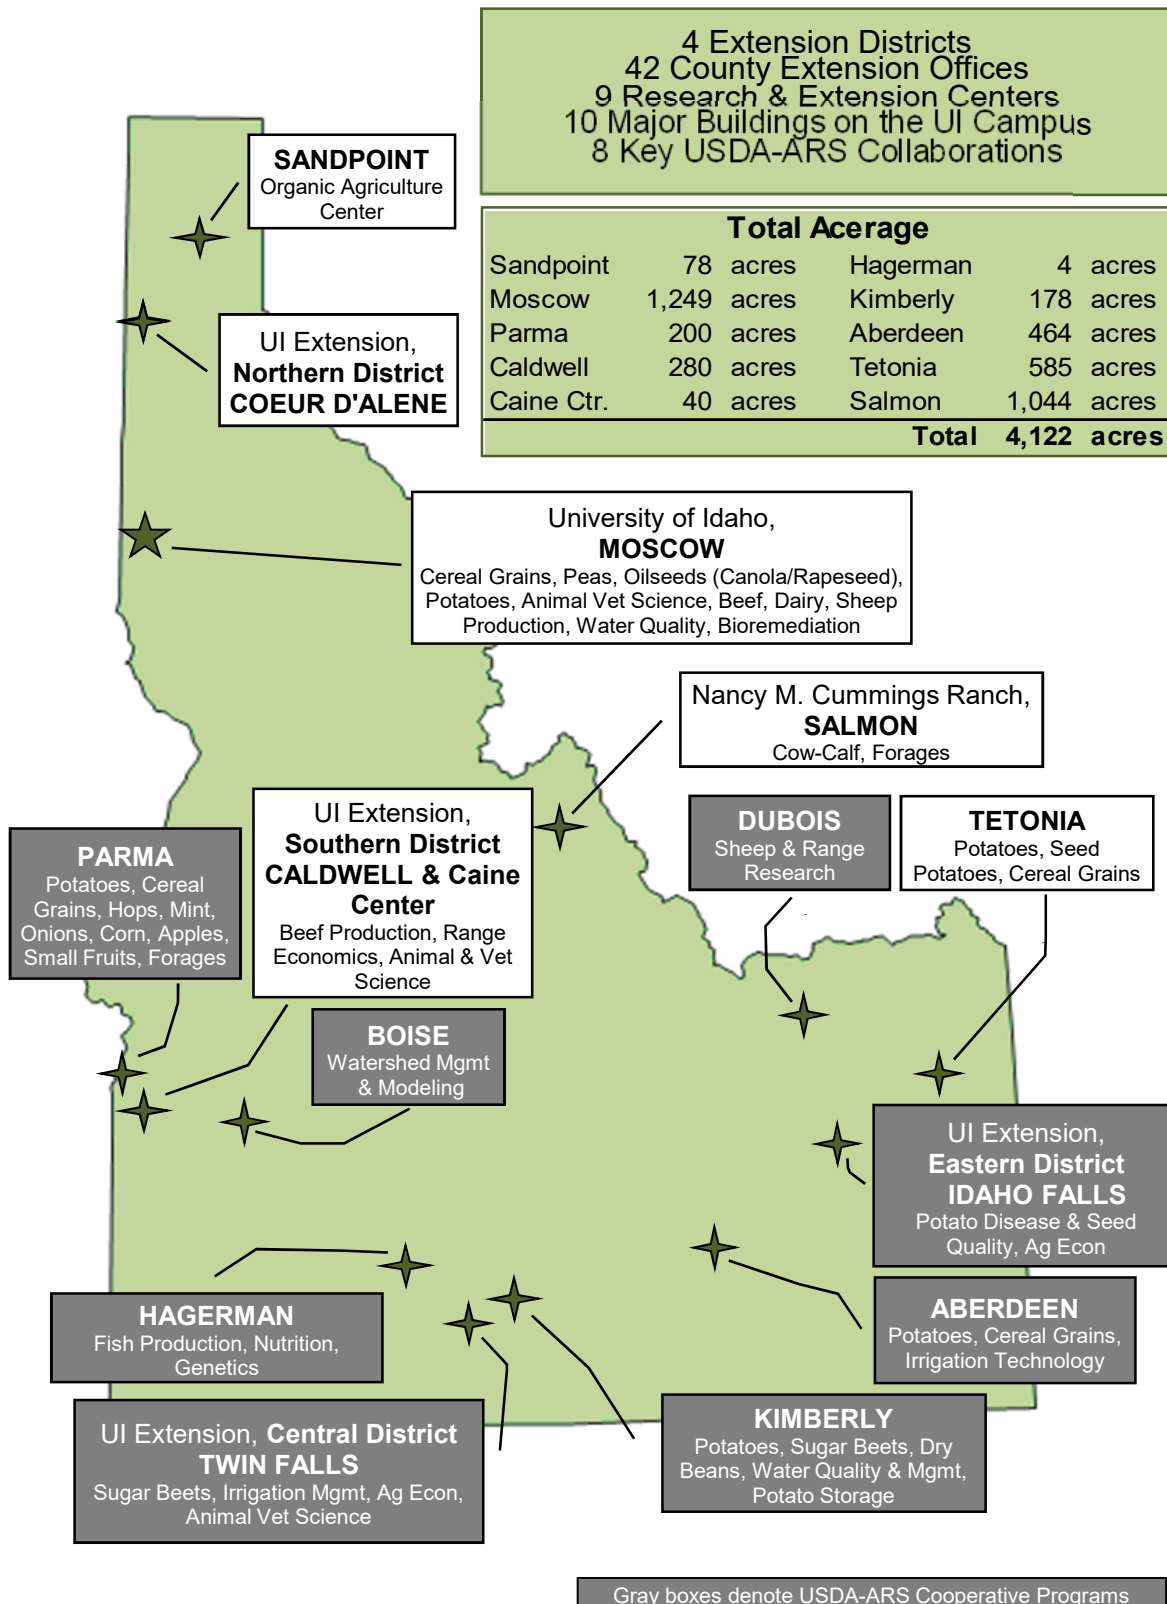 4 Extension Districts
42 County Extension Offices
9 Research & Extension Centers
10 Major Buildings on the UI Campus
8 Key USDA-ARS Collaborations
Total Acerage
Sandpoint 78 acres Hagerman 4 acres
Moscow 1,249 acres Kimberly 178 acres
Parma 200 acres Aberdeen 464 acres
Caldwell 280 acres Tetonia 585 acres
Caine Ctr. 40 acres Salmon 1,044 acres
Total 4,122 acres
SANDPOINT
Organic Agriculture
Center
UI Extension,
Northern District
COEUR D'ALENE
University of Idaho,
MOSCOW
Cereal Grains, Peas, Oilseeds (Canola/Rapeseed),
Potatoes, Animal Vet Science, Beef, Dairy, Sheep
Production, Water Quality, Bioremediation
Nancy M. Cummings Ranch,
SALMON
Cow-Calf, Forages
PARMA
Potatoes, Cereal
Grains, Hops, Mint,
Onions, Corn, Apples,
Small Fruits, Forages
UI Extension,
Southern District
CALDWELL & Caine
Center
Beef Production, Range
Economics, Animal & Vet
Science
DUBOIS
Sheep & Range
Research
TETONIA
Potatoes, Seed
Potatoes, Cereal Grains
BOISE
Watershed Mgmt
& Modeling
UI Extension,
Eastern District
IDAHO FALLS
Potato Disease & Seed
Quality, Ag Econ
HAGERMAN
Fish Production, Nutrition,
Genetics
ABERDEEN
Potatoes, Cereal Grains,
Irrigation Technology
UI Extension, Central District
TWIN FALLS
Sugar Beets, Irrigation Mgmt, Ag Econ,
Animal Vet Science
KIMBERLY
Potatoes, Sugar Beets, Dry
Beans, Water Quality & Mgmt,
Potato Storage
Gray boxes denote USDA-ARS Cooperative Programs